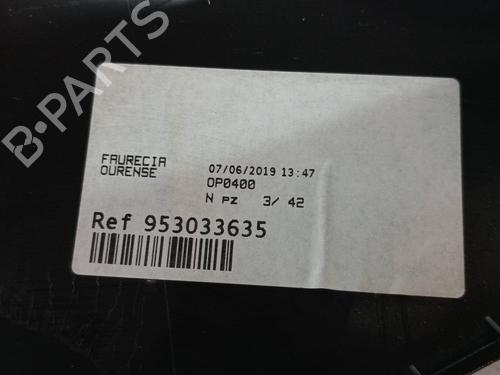 B-PARTS
FAURECIA
OURENSE
07/06/2019 13:47
OP0400
N pz 3/ 42
Ref 953033635